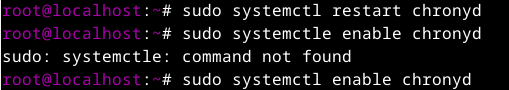 root@localhost:~# sudo systemctl restart chronyd
root@localhost:~# sudo systemctle enable chronyd
sudo: systemctle: command not found
root@localhost:~# sudo systemctl enable chronyd